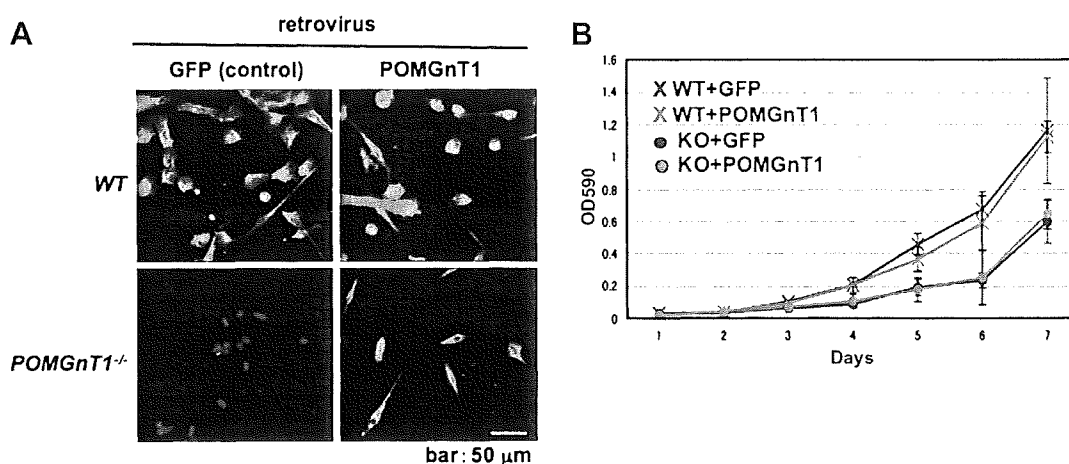 A
retrovirus
GFP (control)
POMGnT1
WT
POMGnT1-/-
bar: 50 μm
B
1.6
1.4
1.2
1.0
0.8
0.6
0.4
0.2
0
OD590
WT+GFP
WT+POMGnT1
KO+GFP
KO+POMGnT1
1 2 3 4 5 6 7
Days